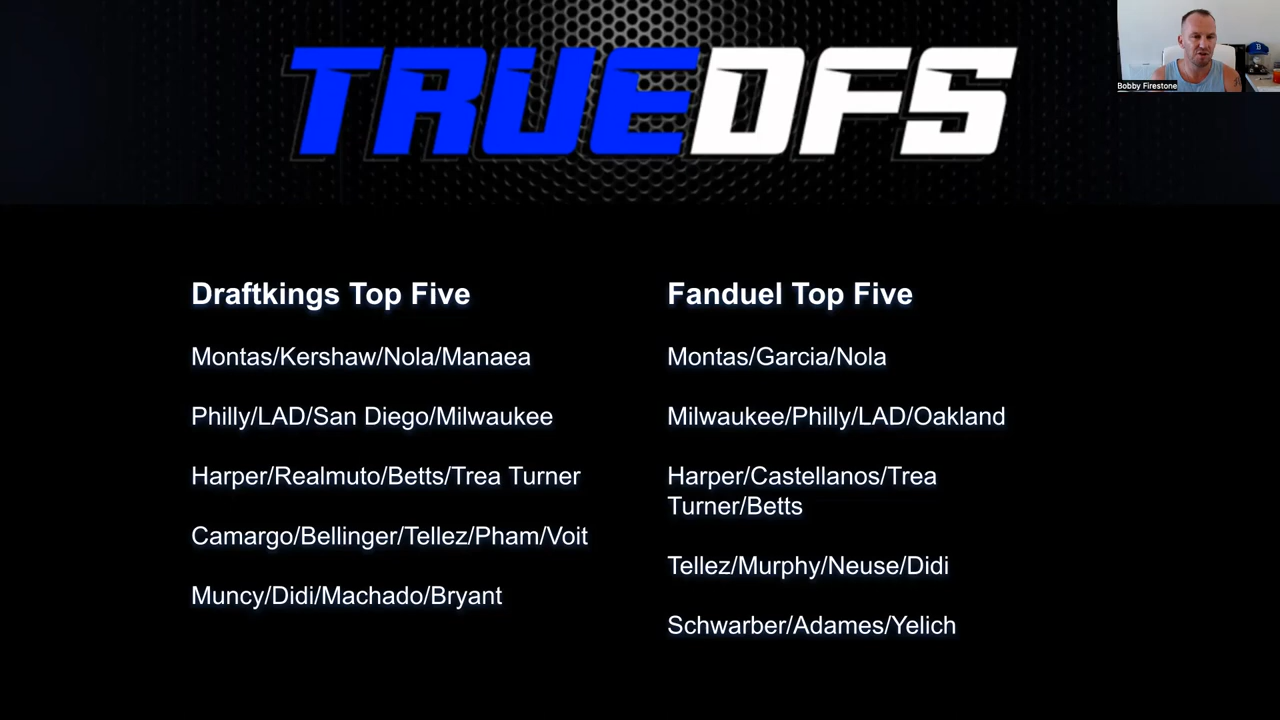 TRUEDFS
Bobby Firestone
Draftkings Top Five
Montas/Kershaw/Nola/Manaea
Philly/LAD/San Diego/Milwaukee
Harper/Realmuto/Betts/Trea Turner
Camargo/Bellinger/Tellez/Pham/Voit
Muncy/Didi/Machado/Bryant
Fanduel Top Five
Montas/Garcia/Nola
Milwaukee/Philly/LAD/Oakland
Harper/Castellanos/Trea
Turner/Betts
Tellez/Murphy/Neuse/Didi
Schwarber/Adames/Yelich